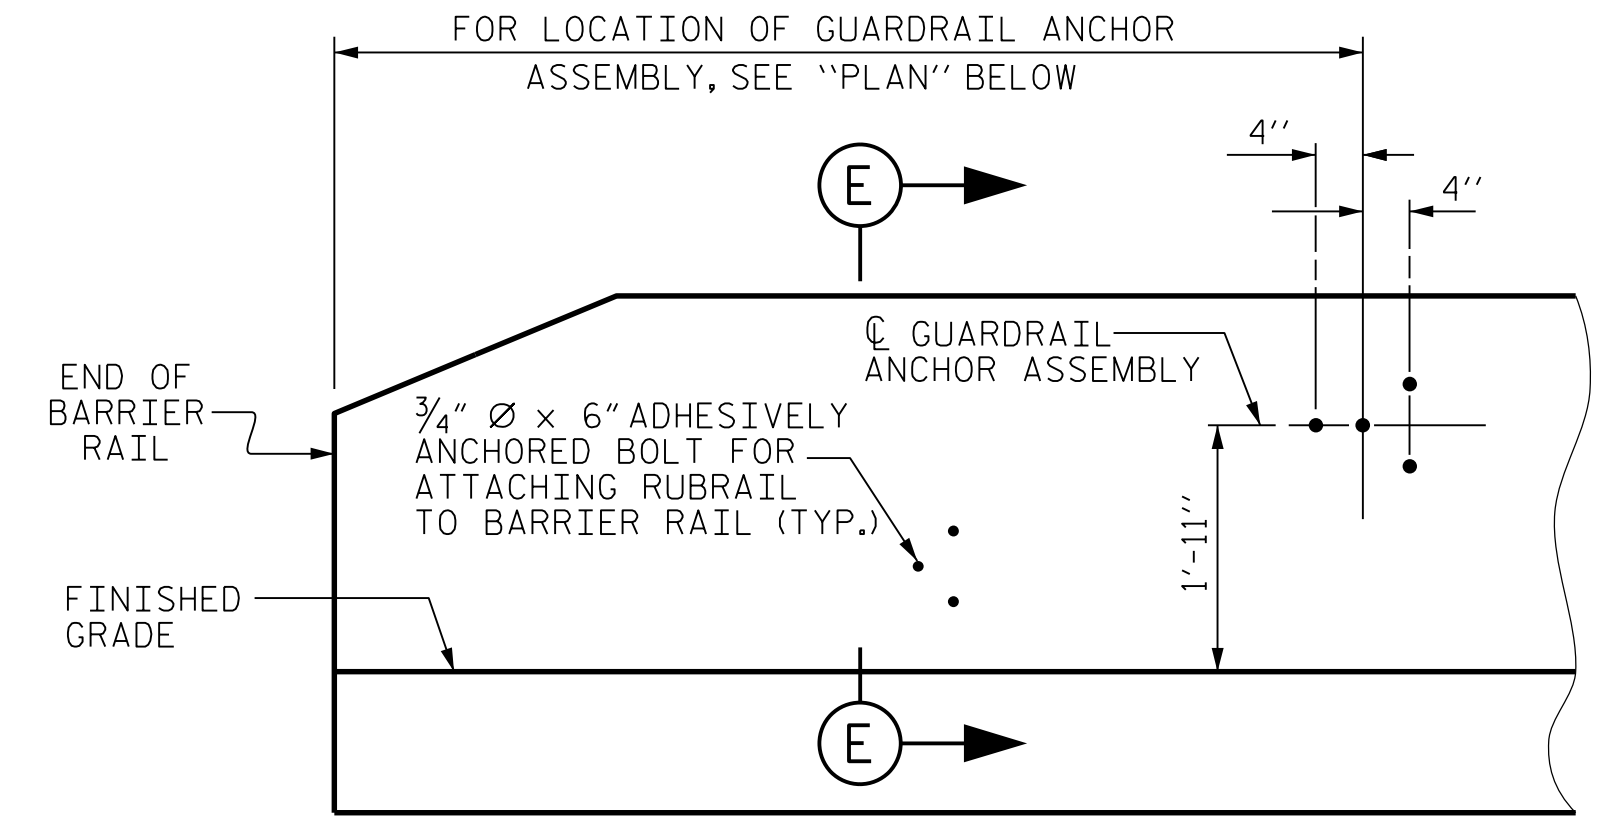 FOR LOCATION OF GUARDRAIL ANCHOR
ASSEMBLY, SEE ‵‵PLAN′′ BELOW
4′′
4′′
E
℄ GUARDRAIL
ANCHOR ASSEMBLY
END OF
BARRIER
RAIL
3/4″ Ø x 6″ ADHESIVELY
ANCHORED BOLT FOR
ATTACHING RUBRAIL
TO BARRIER RAIL (TYP.)
1′-11′′
FINISHED
GRADE
E